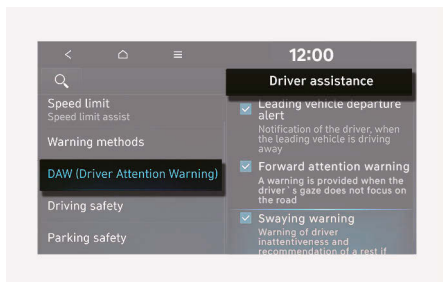 12:00
Driver assistance
Speed limit
Speed limit assist
Warning methods
DAW (Driver Attention Warning)
Driving safety
Parking safety
Leading vehicle departure
alert
Notification of the driver, when
the leading vehicle is driving
away
Forward attention warning
A warning is provided when the
driver's gaze does not focus on
the road
Swaying warning
Warning of driver
inattentiveness and
recommendation of a rest if